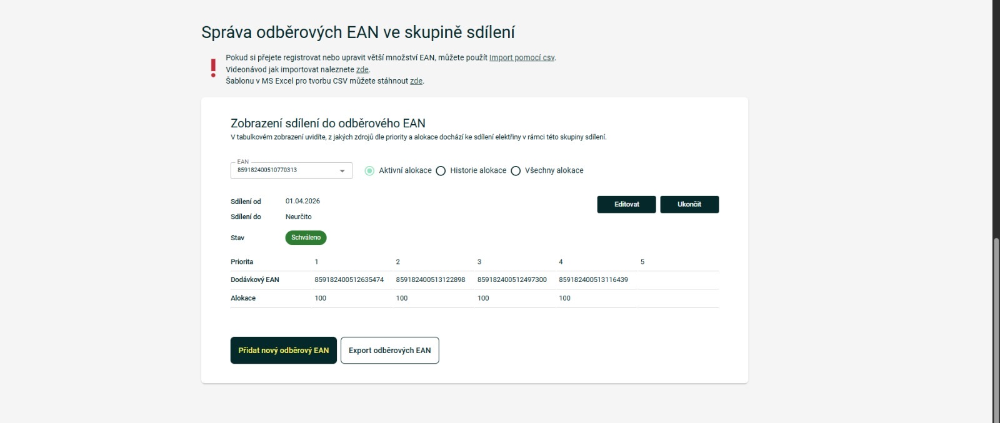 Správa odběrových EAN ve skupině sdílení
Pokud si přejete registrovat nebo upravit větší množství EAN, můžete použít Import pomocí csv.
Videonávod jak importovat naleznete zde.
Šablonu v MS Excel pro tvorbu CSV můžete stáhnout zde.
Zobrazení sdílení do odběrového EAN
V tabulkovém zobrazení uvidíte, z jakých zdrojů dle priority a alokace dochází ke sdílení elektřiny v rámci této skupiny sdílení.
EAN
859182400510770313
Aktivní alokace Historie alokace Všechny alokace
Sdílení od 01.04.2026
Editovat Ukončit
Sdílení do Neurčito
Stav Schváleno
Priorita 1 2 3 4 5
Dodávkový EAN 859182400512635474 859182400513122898 859182400512497300 859182400513116439
Alokace 100 100 100 100
Přidat nový odběrový EAN Export odběrových EAN